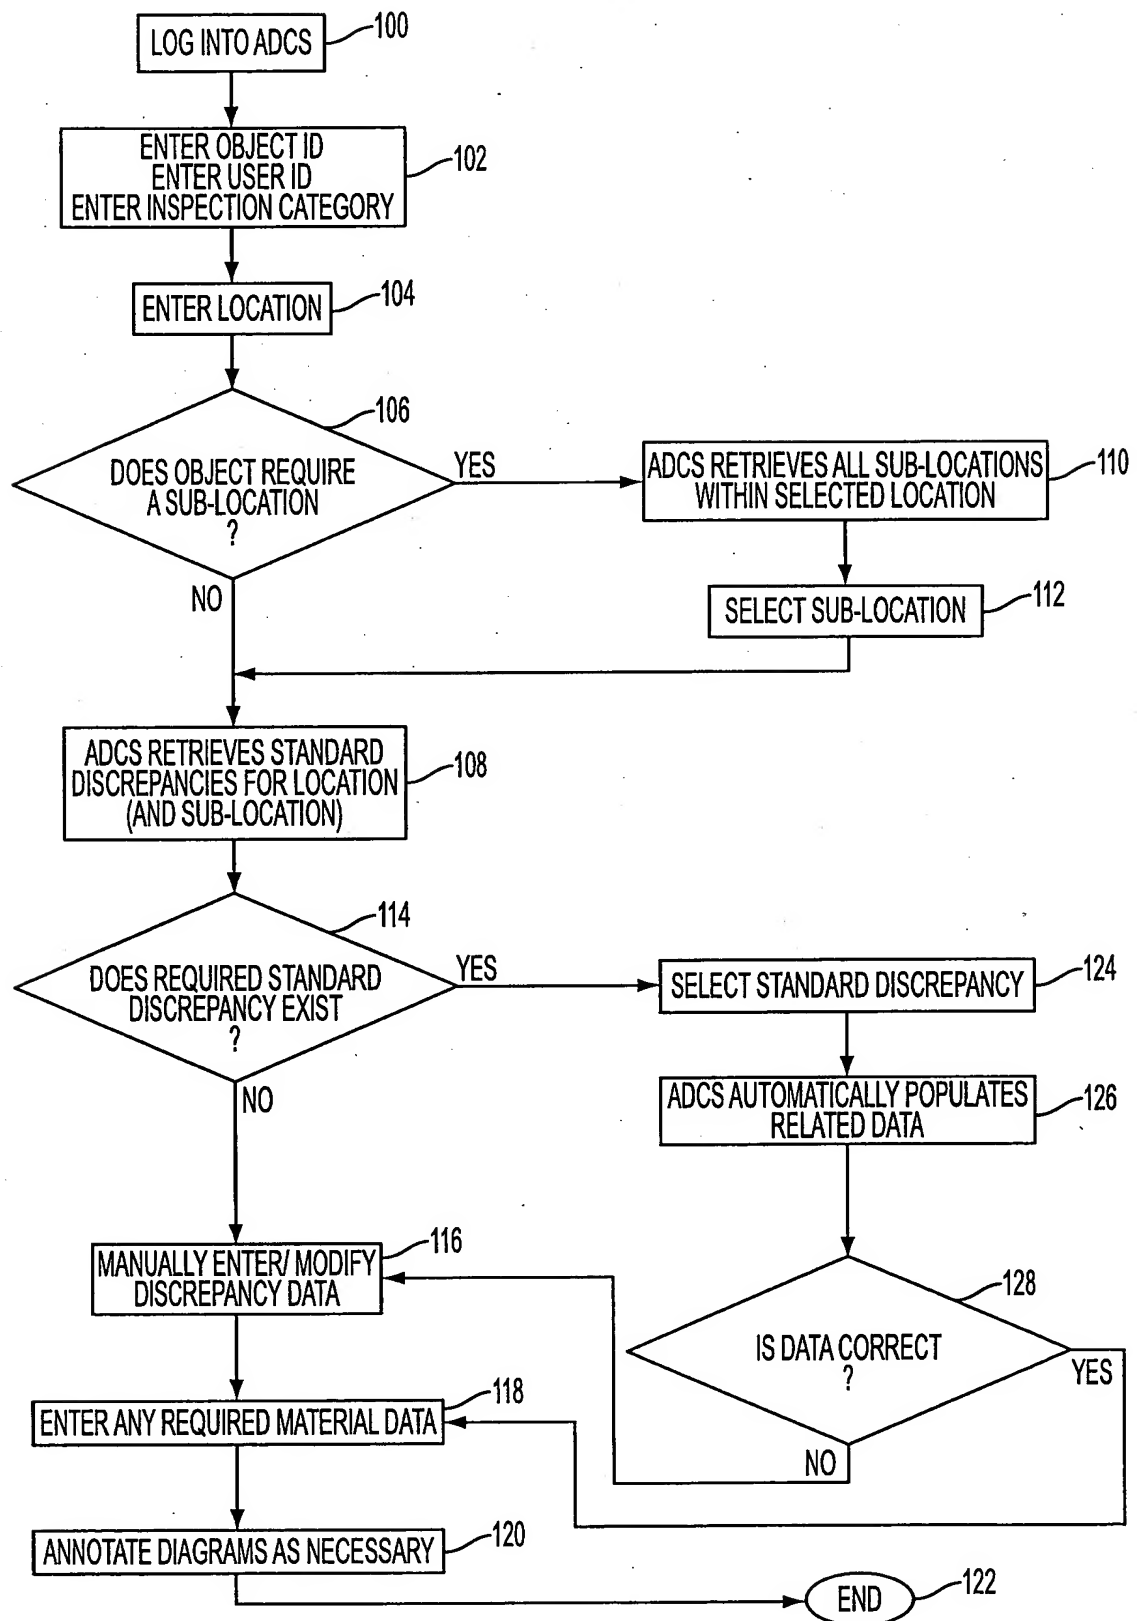 LOG INTO ADCS
100
ENTER OBJECT ID
ENTER USER ID
ENTER INSPECTION CATEGORY
102
ENTER LOCATION
104
106
DOES OBJECT REQUIRE
A SUB-LOCATION
?
YES
NO
ADCS RETRIEVES ALL SUB-LOCATIONS
WITHIN SELECTED LOCATION
110
SELECT SUB-LOCATION
112
ADCS RETRIEVES STANDARD
DISCREPANCIES FOR LOCATION
(AND SUB-LOCATION)
108
114
DOES REQUIRED STANDARD
DISCREPANCY EXIST
?
YES
NO
SELECT STANDARD DISCREPANCY
124
ADCS AUTOMATICALLY POPULATES
RELATED DATA
126
MANUALLY ENTER/ MODIFY
DISCREPANCY DATA
116
128
IS DATA CORRECT
?
YES
NO
ENTER ANY REQUIRED MATERIAL DATA
118
ANNOTATE DIAGRAMS AS NECESSARY
120
END
122